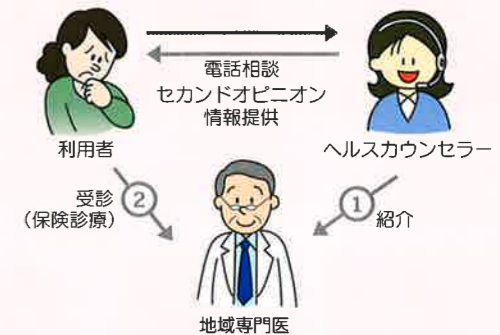 電話相談
セカンドオピニオン
情報提供
利用者
ヘルスカウンセラー
受診
（保険診療）
②
①
紹介
地域専門医